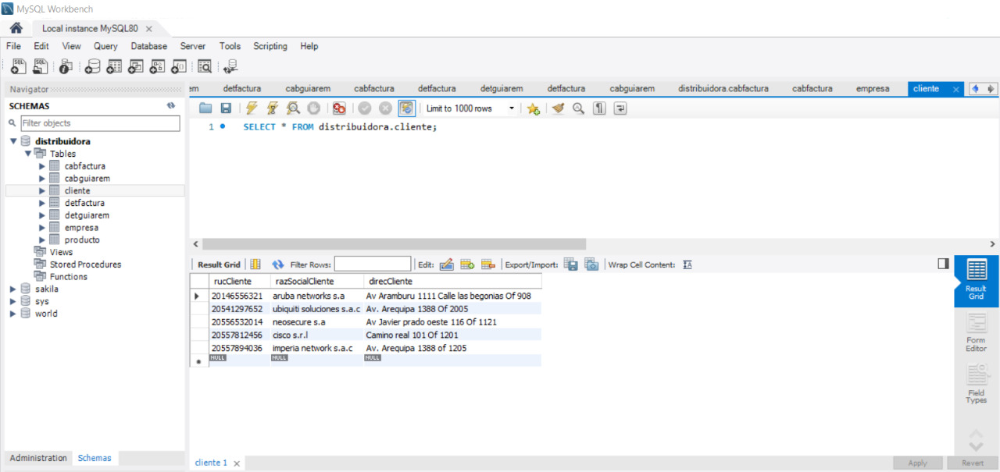 MySQL Workbench
Local instance MySQL80
File Edit View Query Database Server Tools Scripting Help
Navigator
SCHEMAS
Filter objects
distribuidora
Tables
cabfactura
cabguiarem
cliente
detfactura
detguiarem
empresa
producto
Views
Stored Procedures
Functions
sakila
sys
world
Administration Schemas
em detfactura cabguiarem cabfactura detfactura detguiarem detfactura cabguiarem distribuidora.cabfactura cabfactura empresa cliente
Limit to 1000 rows
1 SELECT * FROM distribuidora.cliente;
Result Grid Filter Rows: Edit: Export/Import: Wrap Cell Content:
rucCliente razSocialCliente direcCliente
20146556321 aruba networks s.a Av Aramburu 1111 Calle las begonias Of 908
20541297652 ubiquiti soluciones s.a.c Av. Arequipa 1388 Of 2005
20556532014 neosecure s.a Av Javier prado oeste 116 Of 1121
20557812456 cisco s.r.l Camino real 101 Of 1201
20557894036 imperia network s.a.c Av. Arequipa 1388 of 1205
NULL NULL NULL
Result
Grid
Form
Editor
Field
Types
cliente 1
Apply Revert